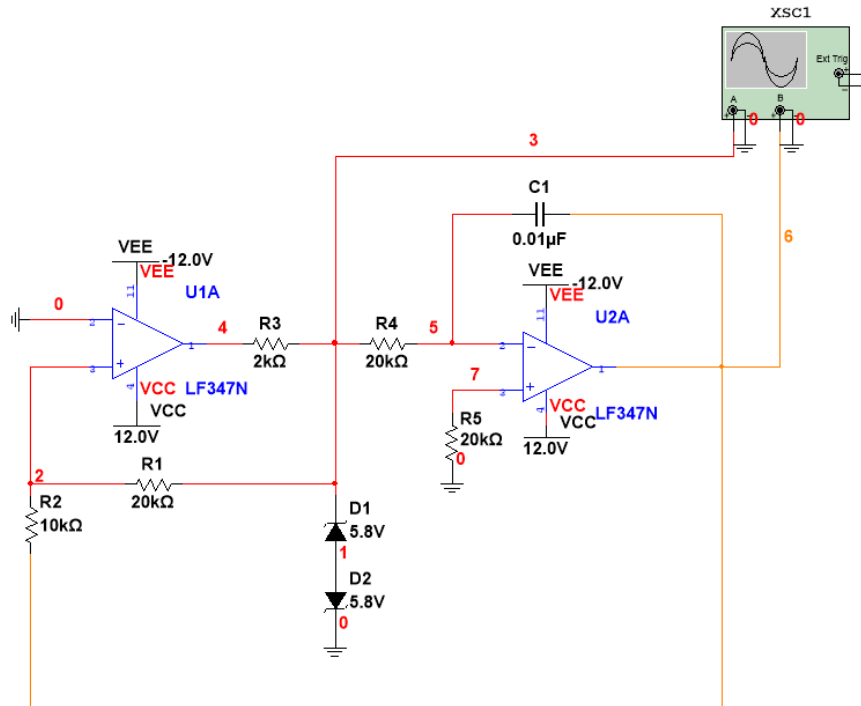 XSC1
Ext Trig
+
−
A
B
+
−
+
−
0
0
3
C1
0.01µF
6
VEE
-12.0V
VEE
11
U1A
0
2
−
3
+
1
4
VCC
LF347N
VCC
12.0V
4
R3
2kΩ
R4
20kΩ
5
VEE
-12.0V
VEE
11
U2A
2
−
3
+
1
4
VCC
LF347N
VCC
12.0V
7
R5
20kΩ
0
2
R1
20kΩ
R2
10kΩ
D1
5.8V
1
D2
5.8V
0